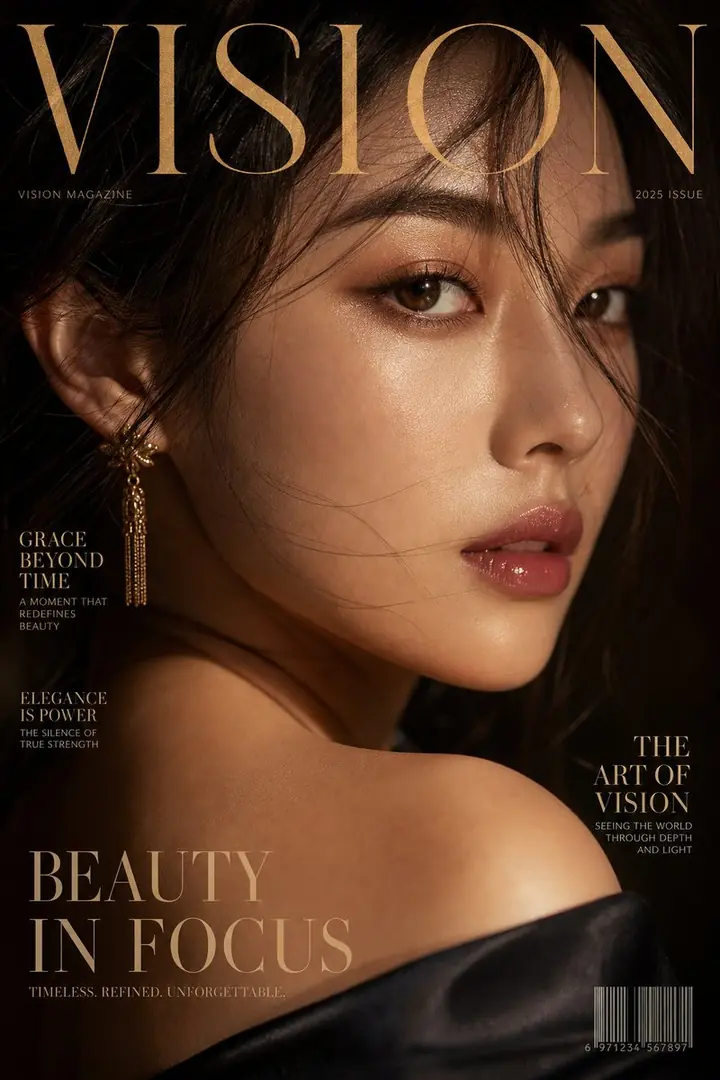 VISION
VISION MAGAZINE
2025 ISSUE
GRACE
BEYOND
TIME
A MOMENT THAT
REDEFINES
BEAUTY
ELEGANCE
IS POWER
THE SILENCE OF
TRUE STRENGTH
THE
ART OF
VISION
SEEING THE WORLD
THROUGH DEPTH
AND LIGHT
BEAUTY
IN FOCUS
TIMELESS. REFINED. UNFORGETTABLE.
6 971234 567897